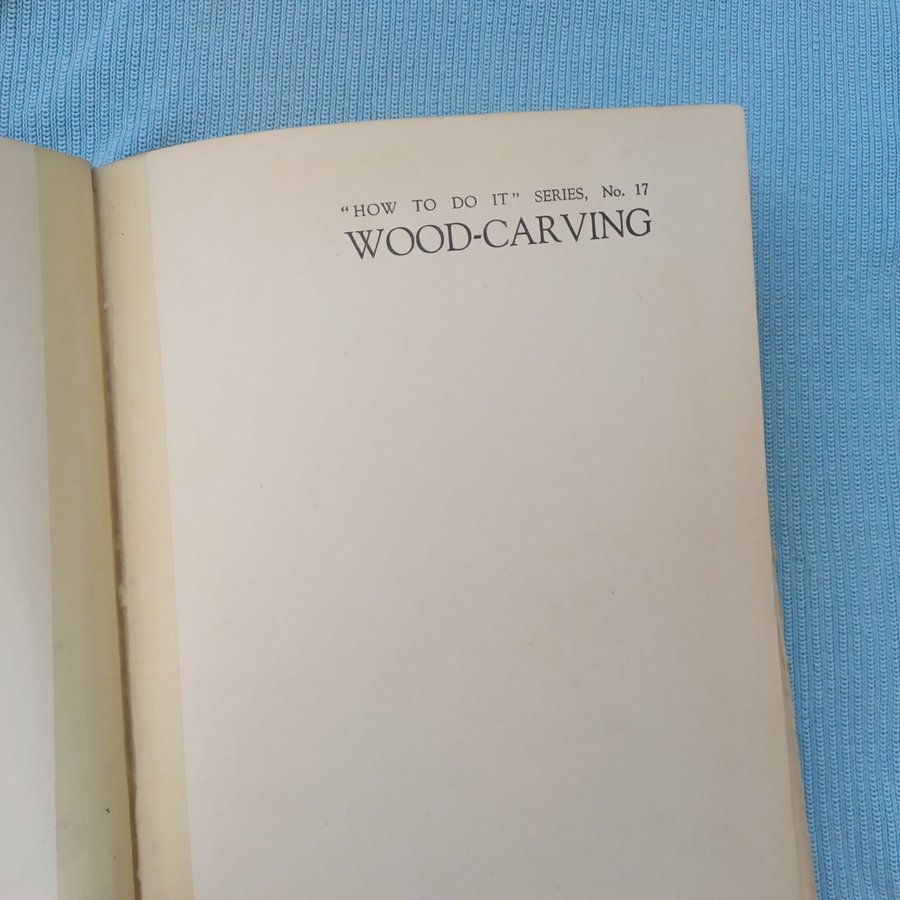 “HOW TO DO IT” SERIES, No. 17
WOOD-CARVING